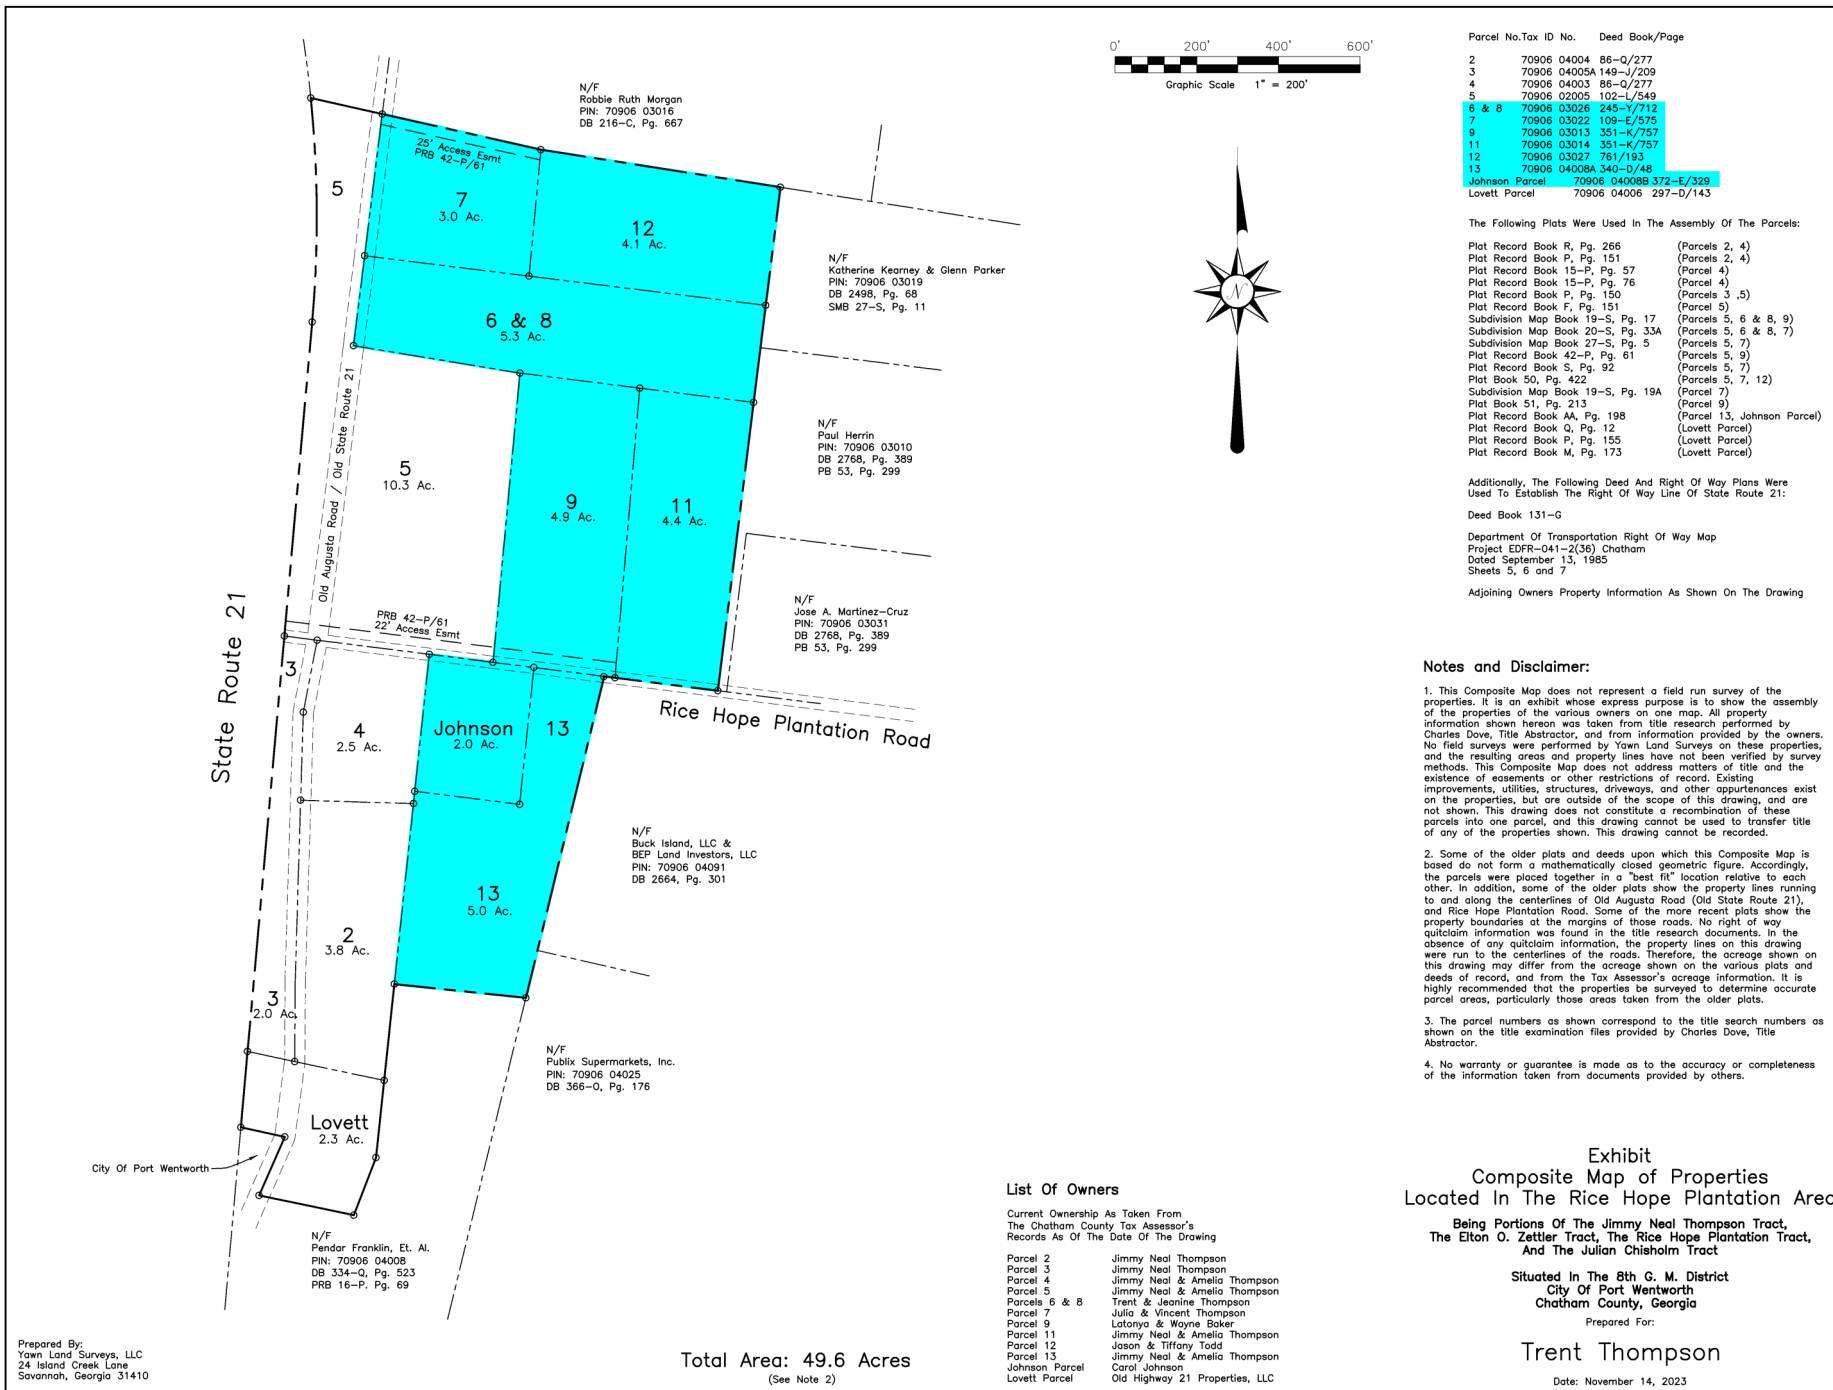 0' 200' 400' 600'
Graphic Scale 1" = 200'
Parcel No. Tax ID No. Deed Book/Page
2 70906 04004 86-Q/277
3 70906 04005A 149-J/209
4 70906 04003 86-Q/277
5 70906 02005 102-L/549
6 & 8 70906 03026 245-Y/712
7 70906 03022 109-E/575
9 70906 03013 351-K/757
11 70906 03014 351-K/757
12 70906 03027 761/193
13 70906 04008A 340-D/48
Johnson Parcel 70906 04008B 372-E/329
Lovett Parcel 70906 04006 297-D/143
The Following Plats Were Used In The Assembly Of The Parcels:
Plat Record Book R, Pg. 266 (Parcels 2, 4)
Plat Record Book P, Pg. 151 (Parcels 2, 4)
Plat Record Book 15-P, Pg. 57 (Parcel 4)
Plat Record Book 15-P, Pg. 76 (Parcel 4)
Plat Record Book P, Pg. 150 (Parcels 3 ,5)
Plat Record Book F, Pg. 151 (Parcel 5)
Subdivision Map Book 19-S, Pg. 17 (Parcels 5, 6 & 8, 9)
Subdivision Map Book 20-S, Pg. 33A (Parcels 5, 6 & 8, 7)
Subdivision Map Book 27-S, Pg. 5 (Parcels 5, 7)
Plat Record Book 42-P, Pg. 61 (Parcels 5, 9)
Plat Record Book S, Pg. 92 (Parcels 5, 7)
Plat Book 50, Pg. 422 (Parcels 5, 7, 12)
Subdivision Map Book 19-S, Pg. 19A (Parcel 7)
Plat Book 51, Pg. 213 (Parcel 9)
Plat Record Book AA, Pg. 198 (Parcel 13, Johnson Parcel)
Plat Record Book Q, Pg. 12 (Lovett Parcel)
Plat Record Book P, Pg. 155 (Lovett Parcel)
Plat Record Book M, Pg. 173 (Lovett Parcel)
Additionally, The Following Deed And Right Of Way Plans Were
Used To Establish The Right Of Way Line Of State Route 21:
Deed Book 131-G
Department Of Transportation Right Of Way Map
Project EDFR-041-2(36) Chatham
Dated September 13, 1985
Sheets 5, 6 and 7
Adjoining Owners Property Information As Shown On The Drawing
N
N/F
Robbie Ruth Morgan
PIN: 70906 03016
DB 216-C, Pg. 667
25' Access Esmt
PRB 42-P/61
5
7
3.0 Ac.
12
4.1 Ac.
N/F
Katherine Kearney & Glenn Parker
PIN: 70906 03019
DB 2498, Pg. 68
SMB 27-S, Pg. 11
6 & 8
5.3 Ac.
Old Augusta Road / Old State Route 21
N/F
Paul Herrin
PIN: 70906 03010
DB 2768, Pg. 389
PB 53, Pg. 299
5
10.3 Ac.
9
4.9 Ac.
11
4.4 Ac.
N/F
Jose A. Martinez-Cruz
PIN: 70906 03031
DB 2768, Pg. 389
PB 53, Pg. 299
PRB 42-P/61
22' Access Esmt
State Route 21
3
4
2.5 Ac.
Johnson
2.0 Ac.
13
Rice Hope Plantation Road
N/F
Buck Island, LLC &
BEP Land Investors, LLC
PIN: 70906 04091
DB 2664, Pg. 301
13
5.0 Ac.
2
3.8 Ac.
3
2.0 Ac.
N/F
Publix Supermarkets, Inc.
PIN: 70906 04025
DB 366-O, Pg. 176
Lovett
2.3 Ac.
City Of Port Wentworth
N/F
Pendar Franklin, Et. Al.
PIN: 70906 04008
DB 334-Q, Pg. 523
PRB 16-P. Pg. 69
Notes and Disclaimer:
1. This Composite Map does not represent a field run survey of the
properties. It is an exhibit whose express purpose is to show the assembly
of the properties of the various owners on one map. All property
information shown hereon was taken from title research performed by
Charles Dove, Title Abstractor, and from information provided by the owners.
No field surveys were performed by Yawn Land Surveys on these properties,
and the resulting areas and property lines have not been verified by survey
methods. This Composite Map does not address matters of title and the
existence of easements or other restrictions of record. Existing
improvements, utilities, structures, driveways, and other appurtenances exist
on the properties, but are outside of the scope of this drawing, and are
not shown. This drawing does not constitute a recombination of these
parcels into one parcel, and this drawing cannot be used to transfer title
of any of the properties shown. This drawing cannot be recorded.
2. Some of the older plats and deeds upon which this Composite Map is
based do not form a mathematically closed geometric figure. Accordingly,
the parcels were placed together in a "best fit" location relative to each
other. In addition, some of the older plats show the property lines running
to and along the centerlines of Old Augusta Road (Old State Route 21),
and Rice Hope Plantation Road. Some of the more recent plats show the
property boundaries at the margins of those roads. No right of way
quitclaim information was found in the title research documents. In the
absence of any quitclaim information, the property lines on this drawing
were run to the centerlines of the roads. Therefore, the acreage shown on
this drawing may differ from the acreage shown on the various plats and
deeds of record, and from the Tax Assessor's acreage information. It is
highly recommended that the properties be surveyed to determine accurate
parcel areas, particularly those areas taken from the older plats.
3. The parcel numbers as shown correspond to the title search numbers as
shown on the title examination files provided by Charles Dove, Title
Abstractor.
4. No warranty or guarantee is made as to the accuracy or completeness
of the information taken from documents provided by others.
List Of Owners
Current Ownership As Taken From
The Chatham County Tax Assessor's
Records As Of The Date Of The Drawing
Parcel 2 Jimmy Neal Thompson
Parcel 3 Jimmy Neal Thompson
Parcel 4 Jimmy Neal & Amelia Thompson
Parcel 5 Jimmy Neal & Amelia Thompson
Parcels 6 & 8 Trent & Jeanine Thompson
Parcel 7 Julia & Vincent Thompson
Parcel 9 Latonya & Wayne Baker
Parcel 11 Jimmy Neal & Amelia Thompson
Parcel 12 Jason & Tiffany Todd
Parcel 13 Jimmy Neal & Amelia Thompson
Johnson Parcel Carol Johnson
Lovett Parcel Old Highway 21 Properties, LLC
Exhibit
Composite Map of Properties
Located In The Rice Hope Plantation Area
Being Portions Of The Jimmy Neal Thompson Tract,
The Elton O. Zettler Tract, The Rice Hope Plantation Tract,
And The Julian Chisholm Tract
Situated In The 8th G. M. District
City Of Port Wentworth
Chatham County, Georgia
Prepared For:
Trent Thompson
Date: November 14, 2023
Total Area: 49.6 Acres
(See Note 2)
Prepared By:
Yawn Land Surveys, LLC
24 Island Creek Lane
Savannah, Georgia 31410